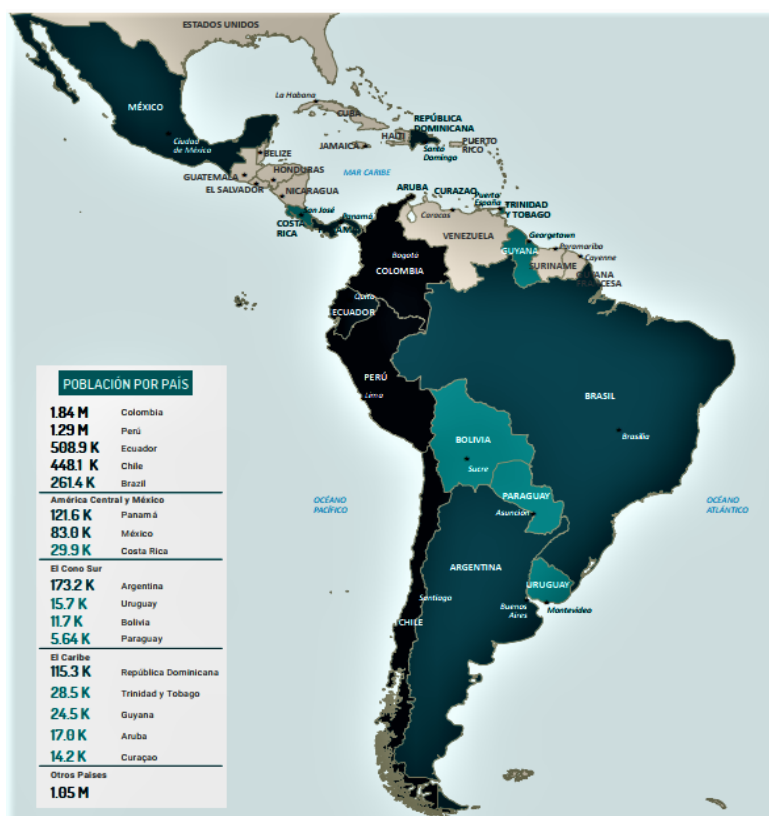 ESTADOS UNIDOS
MÉXICO
Ciudad
de México
La Habana
CUBA
REPÚBLICA
DOMINICANA
HAITÍ
JAMAICA
Santo
Domingo
PUERTO
RICO
BELIZE
MAR CARIBE
GUATEMALA
HONDURAS
EL SALVADOR
NICARAGUA
ARUBA
CURAZAO
Puerto
España
TRINIDAD
Y TOBAGO
San José
COSTA
RICA
Panamá
Caracas
VENEZUELA
Georgetown
GUYANA
Paramaribo
Cayenne
SURINAME
GUYANA
FRANCESA
Bogotá
COLOMBIA
Quito
ECUADOR
PERÚ
Lima
BRASIL
Brasilia
BOLIVIA
Sucre
PARAGUAY
Asunción
OCÉANO
PACÍFICO
OCÉANO
ATLÁNTICO
ARGENTINA
URUGUAY
Santiago
Buenos
Aires
Montevideo
CHILE
POBLACIÓN POR PAÍS
1.84 M Colombia
1.29 M Perú
508.9 K Ecuador
448.1 K Chile
261.4 K Brazil
América Central y México
121.6 K Panamá
83.0 K México
29.9 K Costa Rica
El Cono Sur
173.2 K Argentina
15.7 K Uruguay
11.7 K Bolivia
5.64 K Paraguay
El Caribe
115.3 K República Dominicana
28.5 K Trinidad y Tobago
24.5 K Guyana
17.0 K Aruba
14.2 K Curaçao
Otros Países
1.05 M